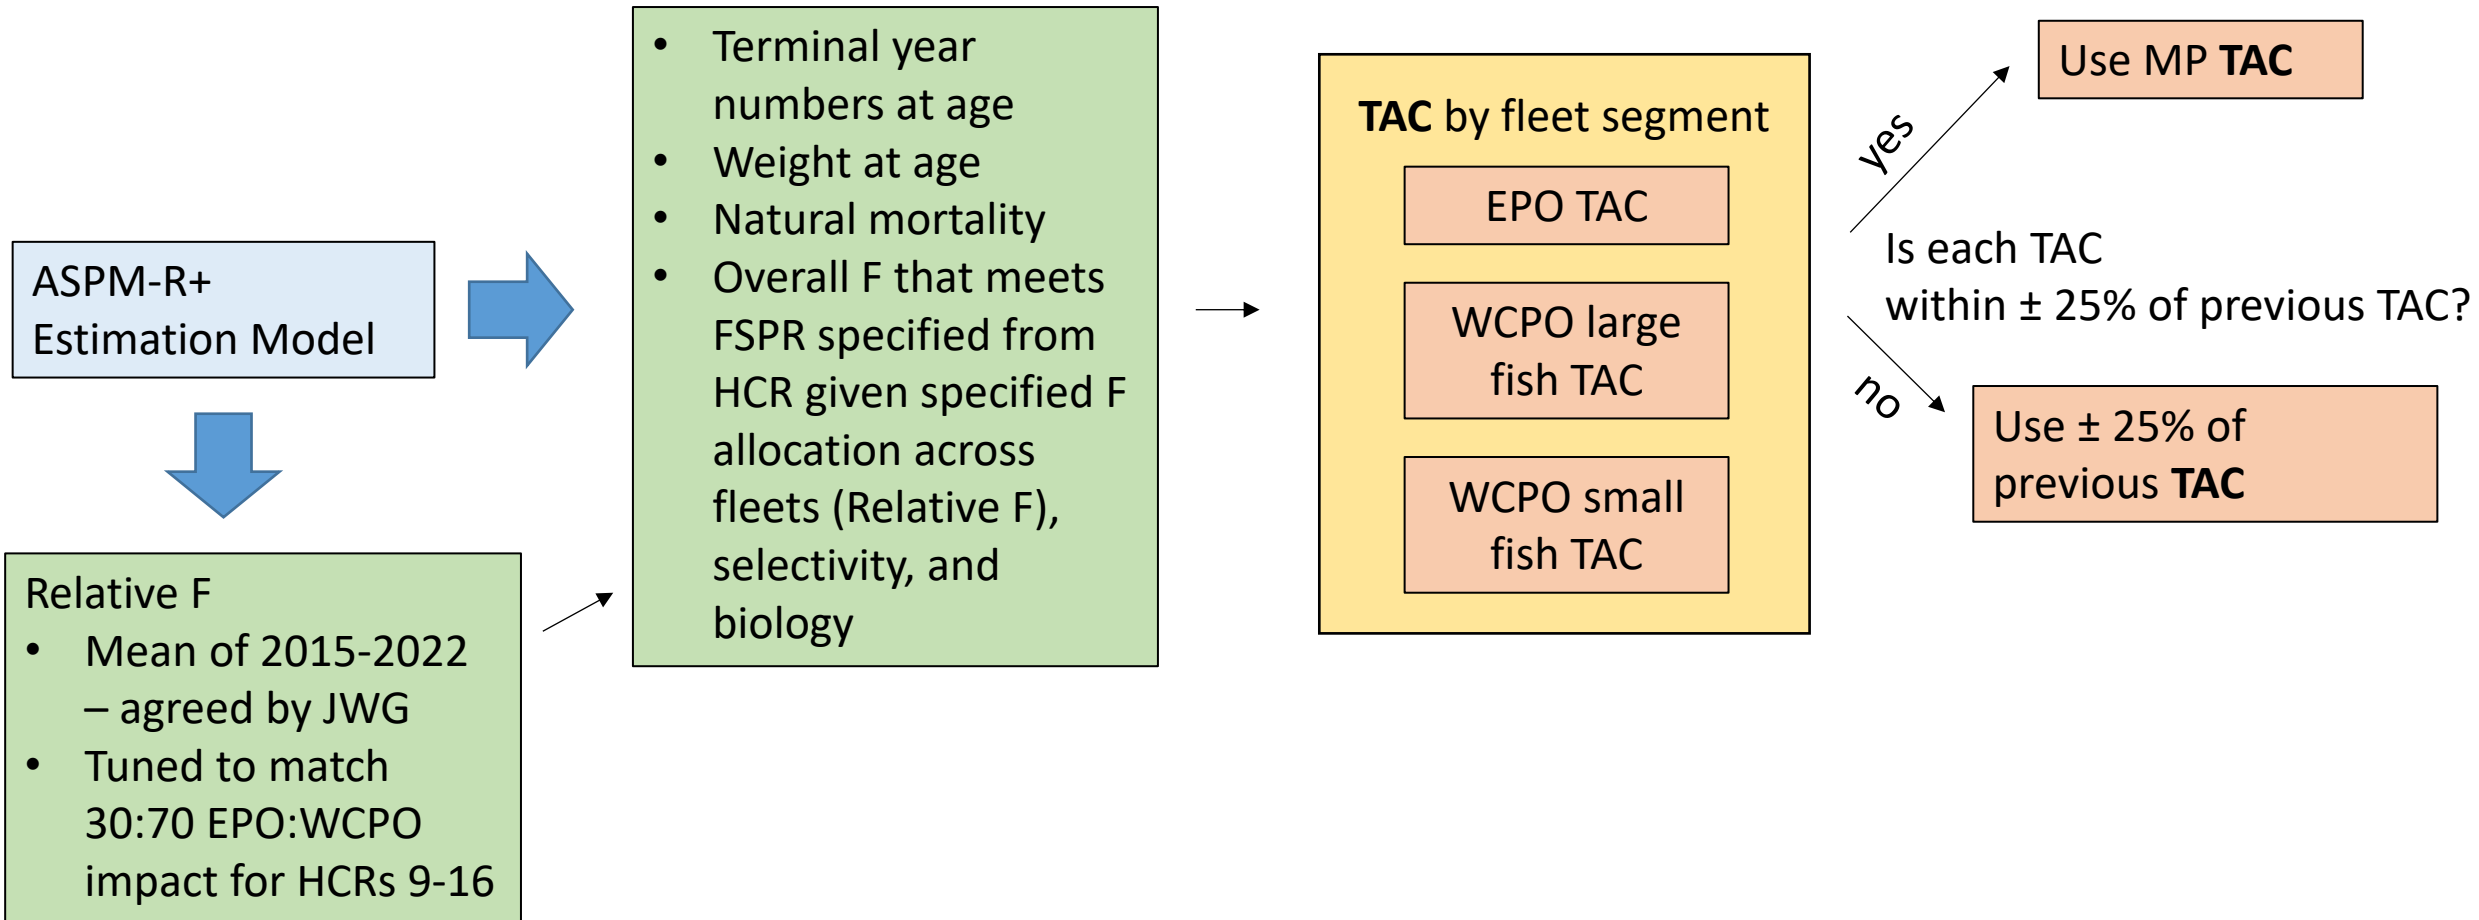 ASPM-R+
Estimation Model
Relative F
• Mean of 2015-2022
– agreed by JWG
• Tuned to match
30:70 EPO:WCPO
impact for HCRs 9-16
• Terminal year
numbers at age
• Weight at age
• Natural mortality
• Overall F that meets
FSPR specified from
HCR given specified F
allocation across
fleets (Relative F),
selectivity, and
biology
TAC by fleet segment
EPO TAC
WCPO large
fish TAC
WCPO small
fish TAC
Is each TAC
within ± 25% of previous TAC?
yes
Use MP TAC
no
Use ± 25% of
previous TAC